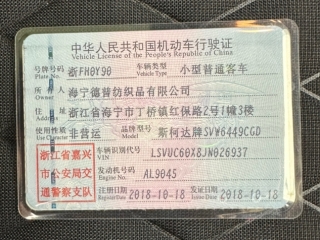 中华人民共和国机动车行驶证
Vehicle License of the People's Republic of China
号牌号码 浙FH0Y90 车辆类型 小型普通客车
Plate No. Vehicle Type
所有人 海宁德普纺织品有限公司
Owner
住址 浙江省海宁市丁桥镇红保路2号1幢3楼
Address
使用性质 非营运 品牌型号 斯柯达牌SVW6449CGD
Use Character Model
浙江省嘉兴市公安局交通警察支队
车辆识别代号 LSVUC60X8JN026937
VIN
发动机号码 AL9045
Engine No.
注册日期 2018-10-18 发证日期 2018-10-18
Register Date Issue Date